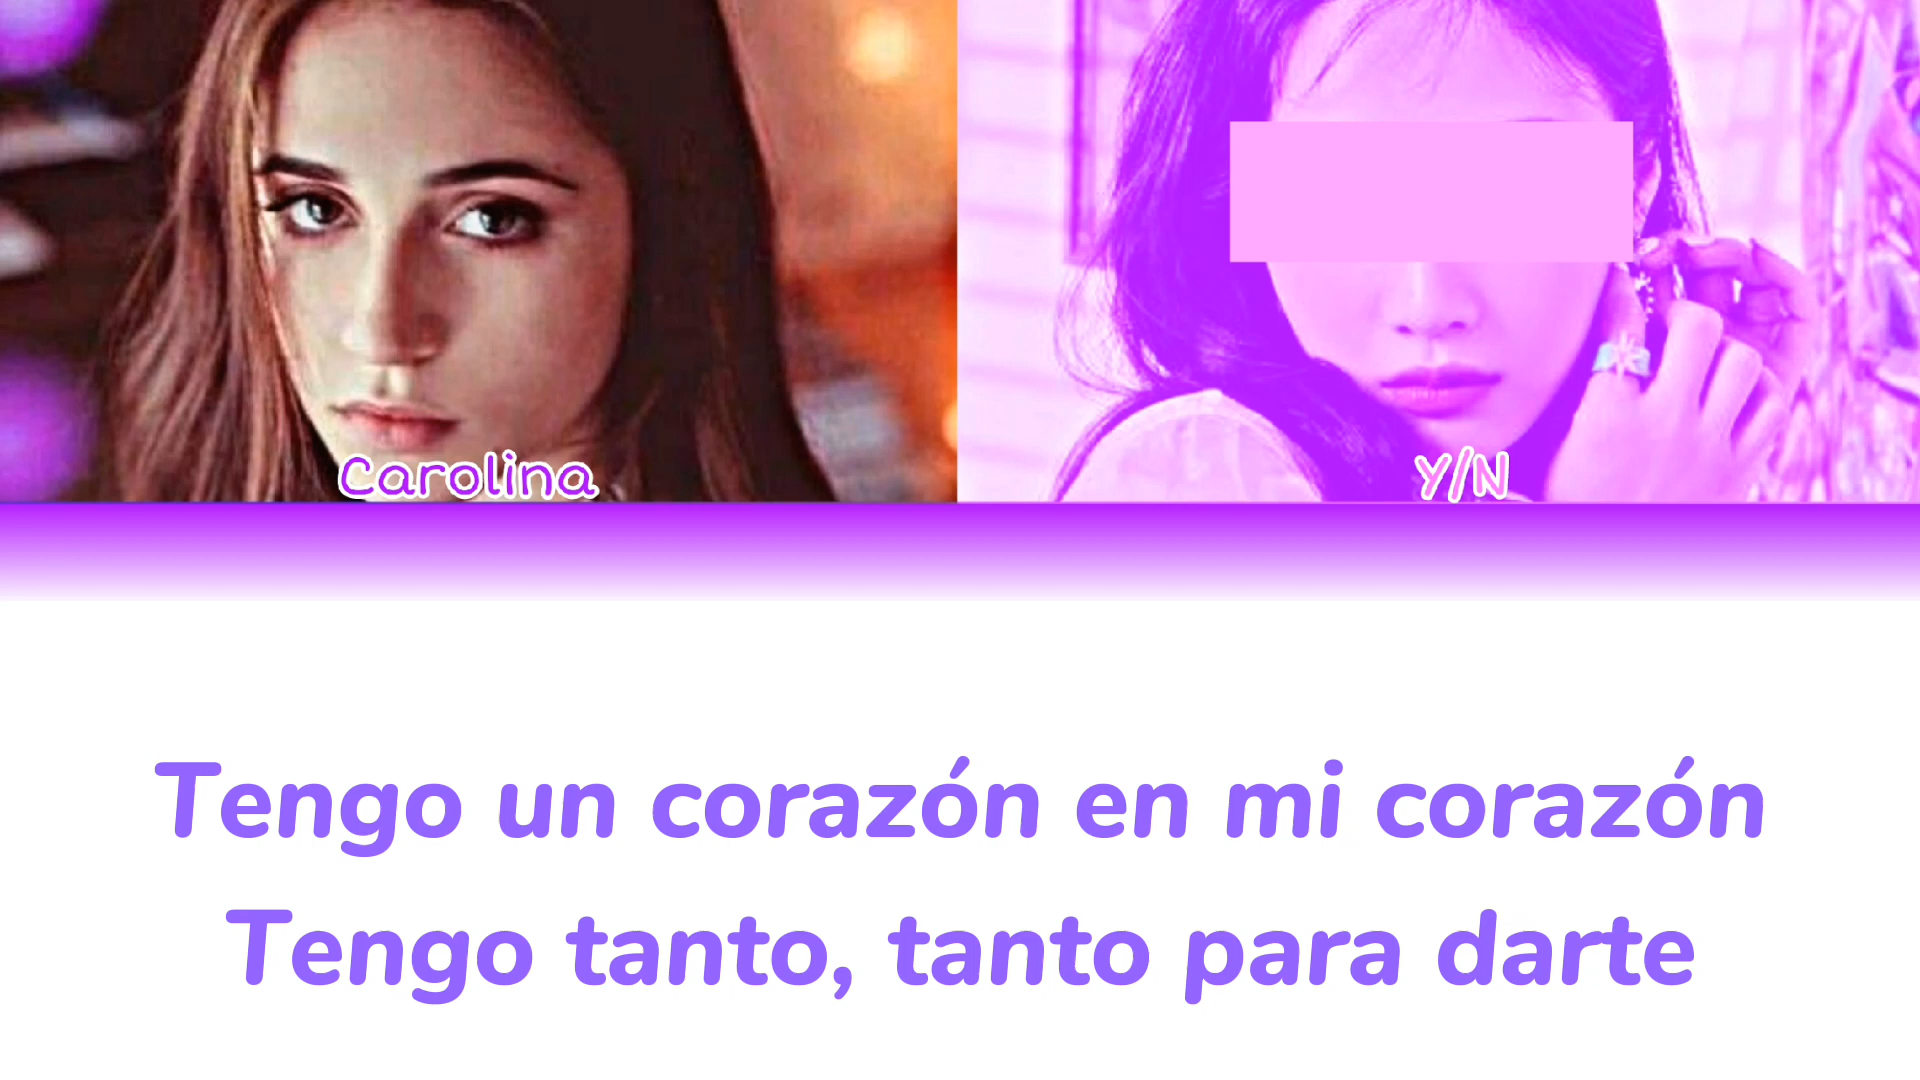 Carolina
Y/N
Tengo un corazón en mi corazón
Tengo tanto, tanto para darte